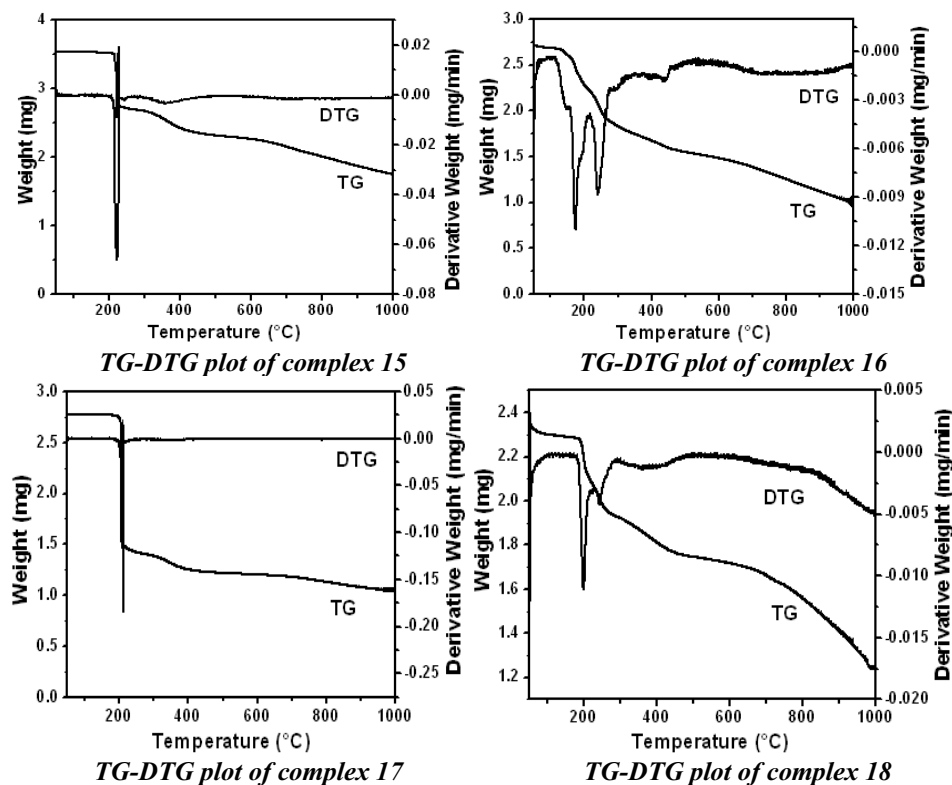 4
3
2
1
0
Weight (mg)
0.02
0.00
-0.02
-0.04
-0.06
-0.08
Derivative Weight (mg/min)
DTG
TG
200 400 600 800 1000
Temperature (°C)
TG-DTG plot of complex 15
3.0
2.5
2.0
1.5
1.0
0.5
0.0
Weight (mg)
0.000
-0.003
-0.006
-0.009
-0.012
-0.015
Derivative Weight (mg/min)
DTG
TG
200 400 600 800 1000
Temperature (°C)
TG-DTG plot of complex 16
3.0
2.5
2.0
1.5
1.0
0.5
0.0
Weight (mg)
0.05
0.00
-0.05
-0.10
-0.15
-0.20
-0.25
Derivative Weight (mg/min)
DTG
TG
200 400 600 800 1000
Temperature (°C)
TG-DTG plot of complex 17
2.4
2.2
2.0
1.8
1.6
1.4
1.2
Weight (mg)
0.005
0.000
-0.005
-0.010
-0.015
-0.020
Derivative Weight (mg/min)
DTG
TG
200 400 600 800 1000
Temperature (°C)
TG-DTG plot of complex 18